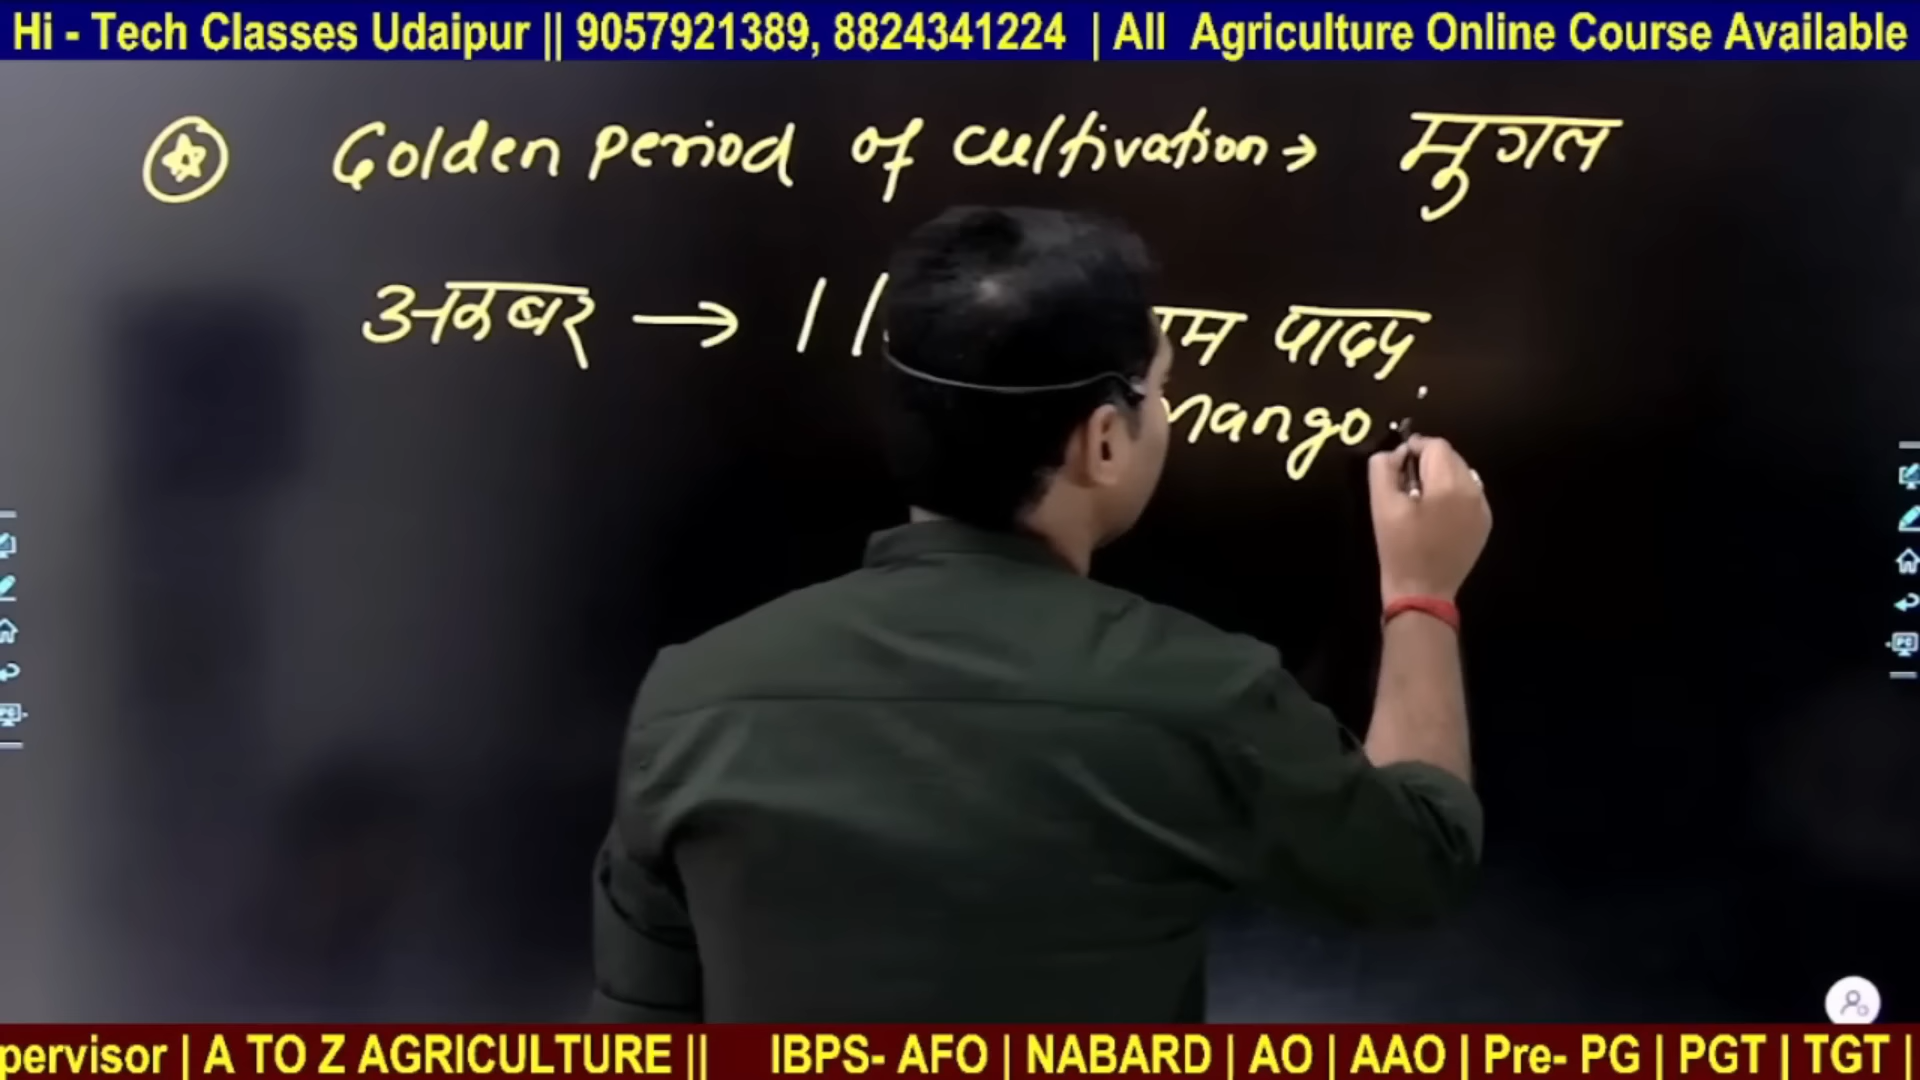 Hi - Tech Classes Udaipur || 9057921389, 8824341224 | All Agriculture Online Course Available
Golden period of cultivation → मुगल
अकबर → 11
पादप
mango
pervisor | A TO Z AGRICULTURE || IBPS- AFO | NABARD | AO | AAO | Pre- PG | PGT | TGT |